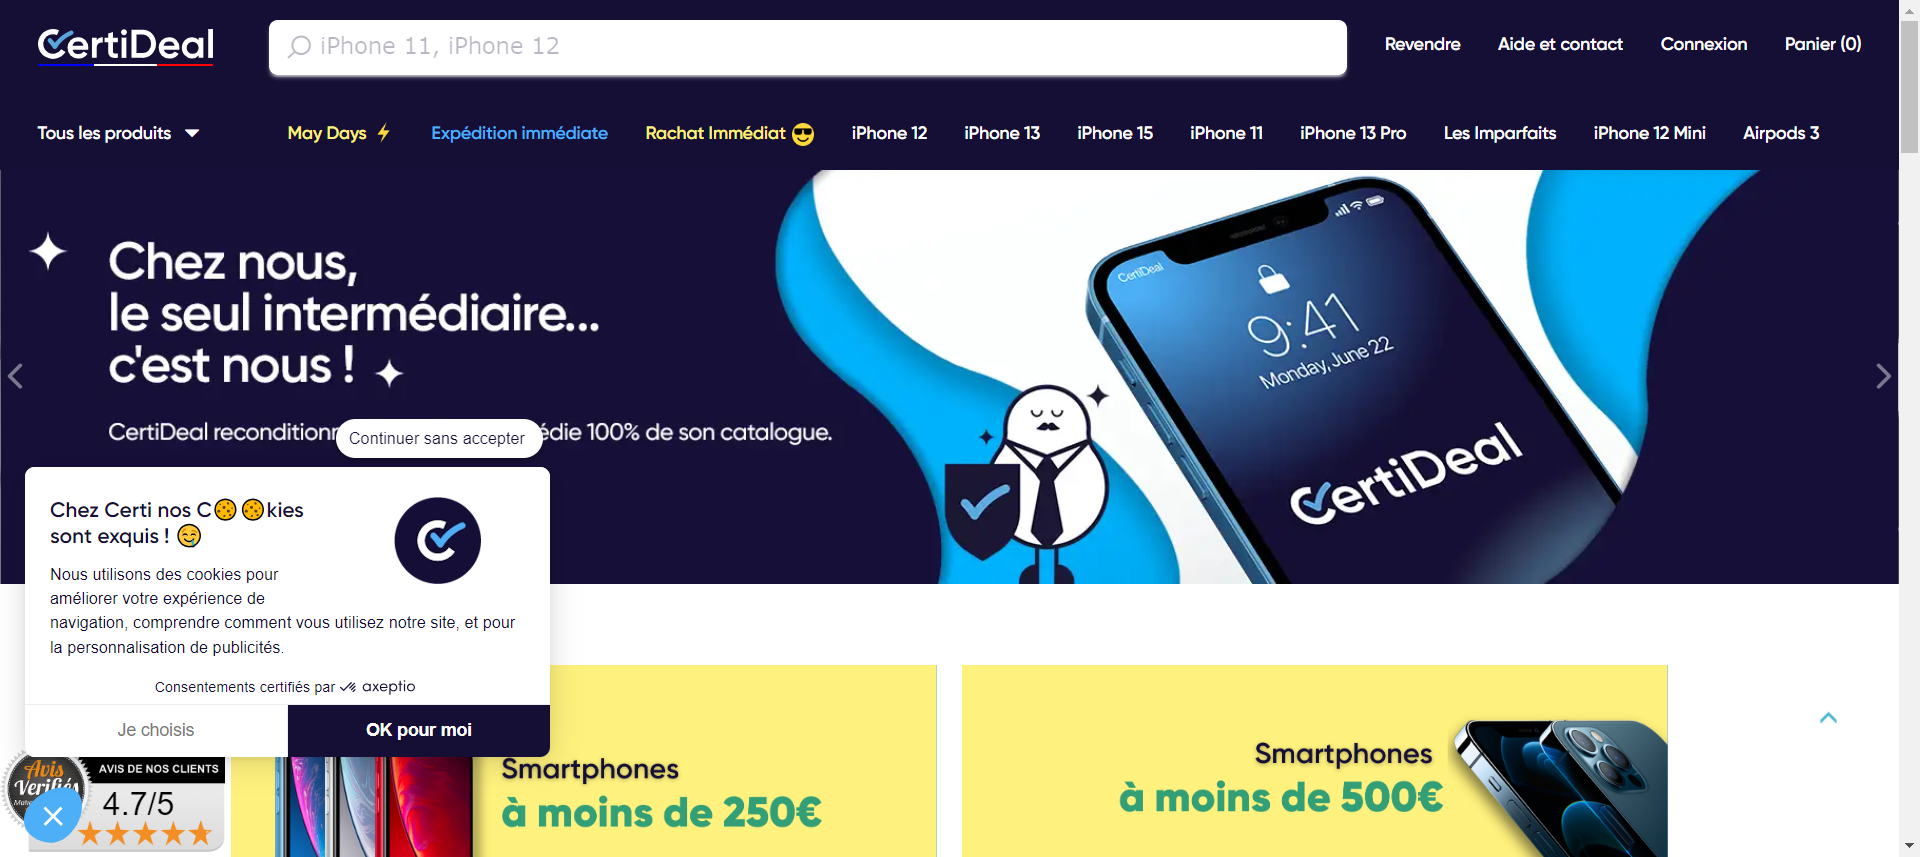 CertiDeal
iPhone 11, iPhone 12
Revendre
Aide et contact
Connexion
Panier (0)
Tous les produits
May Days
Expédition immédiate
Rachat Immédiat
iPhone 12
iPhone 13
iPhone 15
iPhone 11
iPhone 13 Pro
Les Imparfaits
iPhone 12 Mini
Airpods 3
Chez nous,
le seul intermédiaire...
c'est nous !
CertiDeal
9:41
Monday, June 22
CertiDeal
CertiDeal
édie 100% de son catalogue.
Continuer sans accepter
Chez Certi nos C🍪🍪kies
sont exquis ! 🤤
Nous utilisons des cookies pour
améliorer votre expérience de
navigation, comprendre comment vous utilisez notre site, et pour
la personnalisation de publicités.
Consentements certifiés par axeptio
Je choisis
OK pour moi
Avis
Vérifiés
AVIS DE NOS CLIENTS
4.7/5
Smartphones
à moins de 250€
Smartphones
à moins de 500€